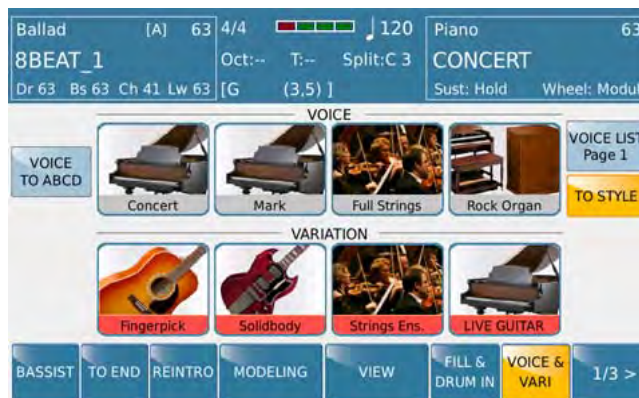 Ballad [A] 63
8BEAT_1
Dr 63 Bs 63 Ch 41 Lw 63
4/4 120
Oct:-- T:-- Split:C 3
[G (3,5) ]
Piano 63
CONCERT
Sust: Hold Wheel: Modul
VOICE
VOICE TO ABCD
Concert
Mark
Full Strings
Rock Organ
VOICE LIST
Page 1
TO STYLE
VARIATION
Fingerpick
Solidbody
Strings Ens.
LIVE GUITAR
BASSIST
TO END
REINTRO
MODELING
VIEW
FILL &
DRUM IN
VOICE &
VARI
1/3 >